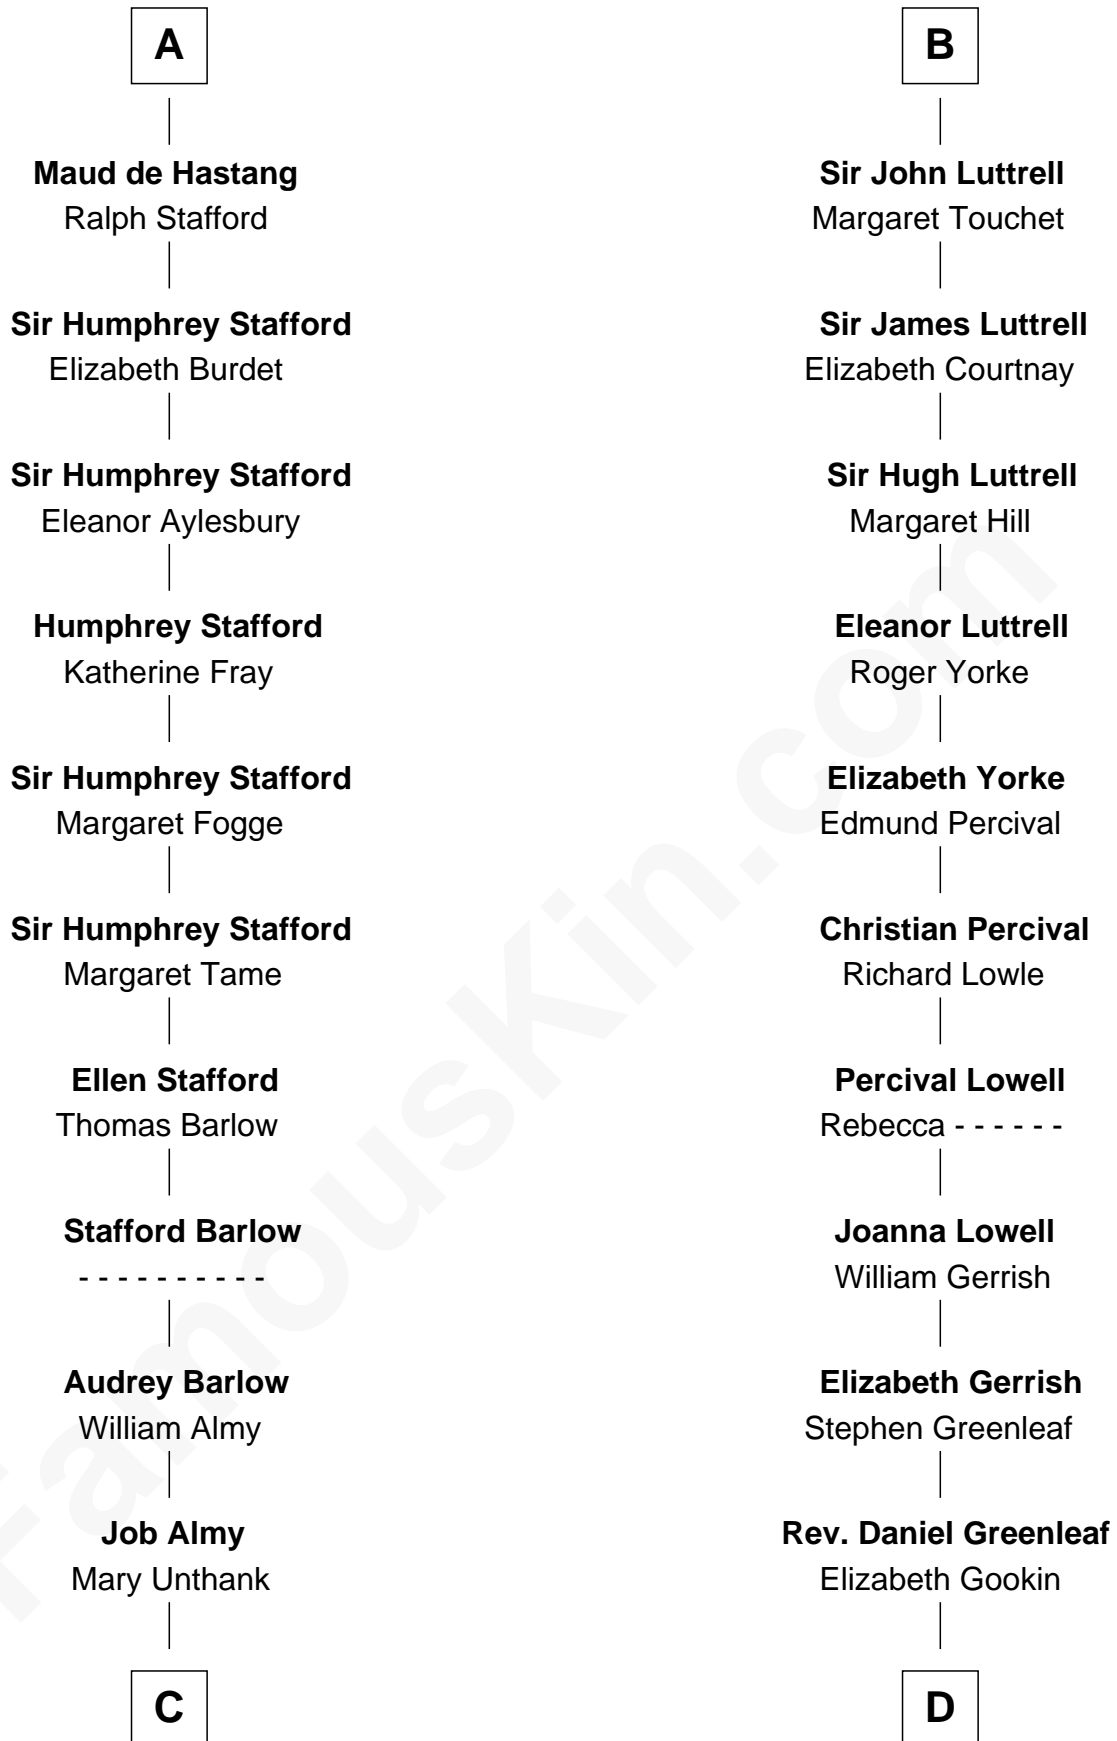 A
Maud de Hastang
Ralph Stafford
Sir Humphrey Stafford
Elizabeth Burdet
Sir Humphrey Stafford
Eleanor Aylesbury
Humphrey Stafford
Katherine Fray
Sir Humphrey Stafford
Margaret Fogge
Sir Humphrey Stafford
Margaret Tame
Ellen Stafford
Thomas Barlow
Stafford Barlow
- - - - - - - - - -
Audrey Barlow
William Almy
Job Almy
Mary Unthank
C
B
Sir John Luttrell
Margaret Touchet
Sir James Luttrell
Elizabeth Courtnay
Sir Hugh Luttrell
Margaret Hill
Eleanor Luttrell
Roger Yorke
Elizabeth Yorke
Edmund Percival
Christian Percival
Richard Lowle
Percival Lowell
Rebecca - - - - - -
Joanna Lowell
William Gerrish
Elizabeth Gerrish
Stephen Greenleaf
Rev. Daniel Greenleaf
Elizabeth Gookin
D
FamousKin.com